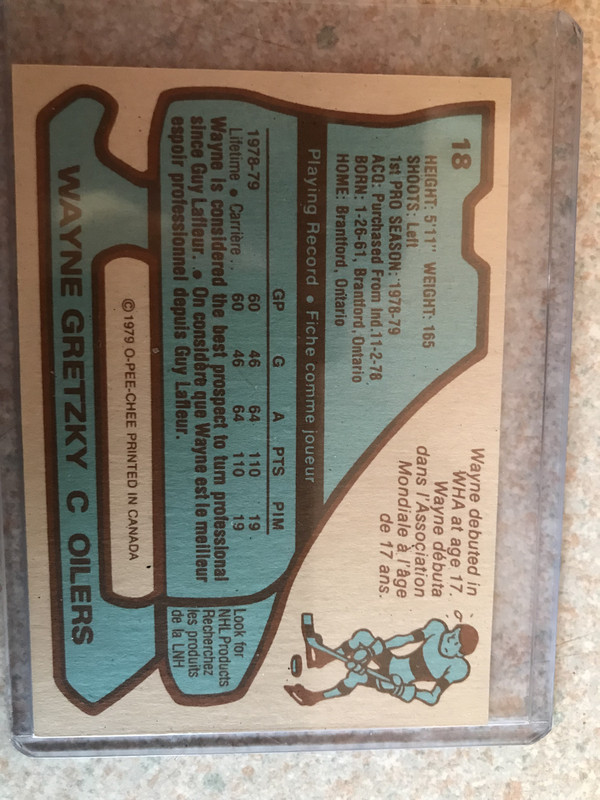 18
HEIGHT: 5'11" WEIGHT: 165
SHOOTS: Left
1st PRO SEASON: 1978-79
ACQ: Purchased From Ind.11-2-78
BORN: 1-26-61, Brantford, Ontario
HOME: Brantford, Ontario
Wayne debuted in
WHA at age 17.
Wayne débuta
dans l'Association
Mondiale à l'âge
de 17 ans.
Playing Record • Fiche comme joueur
GP G A PTS PIM
1978-79 60 46 64 110 19
Lifetime • Carrière.. 60 46 64 110 19
Wayne is considered the best prospect to turn professional
since Guy Lafleur. • On considère que Wayne est le meilleur
espoir professionnel depuis Guy Lafleur.
Look for
NHL Products
Recherchez
les produits
de la LNH
©1979 O-PEE-CHEE PRINTED IN CANADA
WAYNE GRETZKY C OILERS